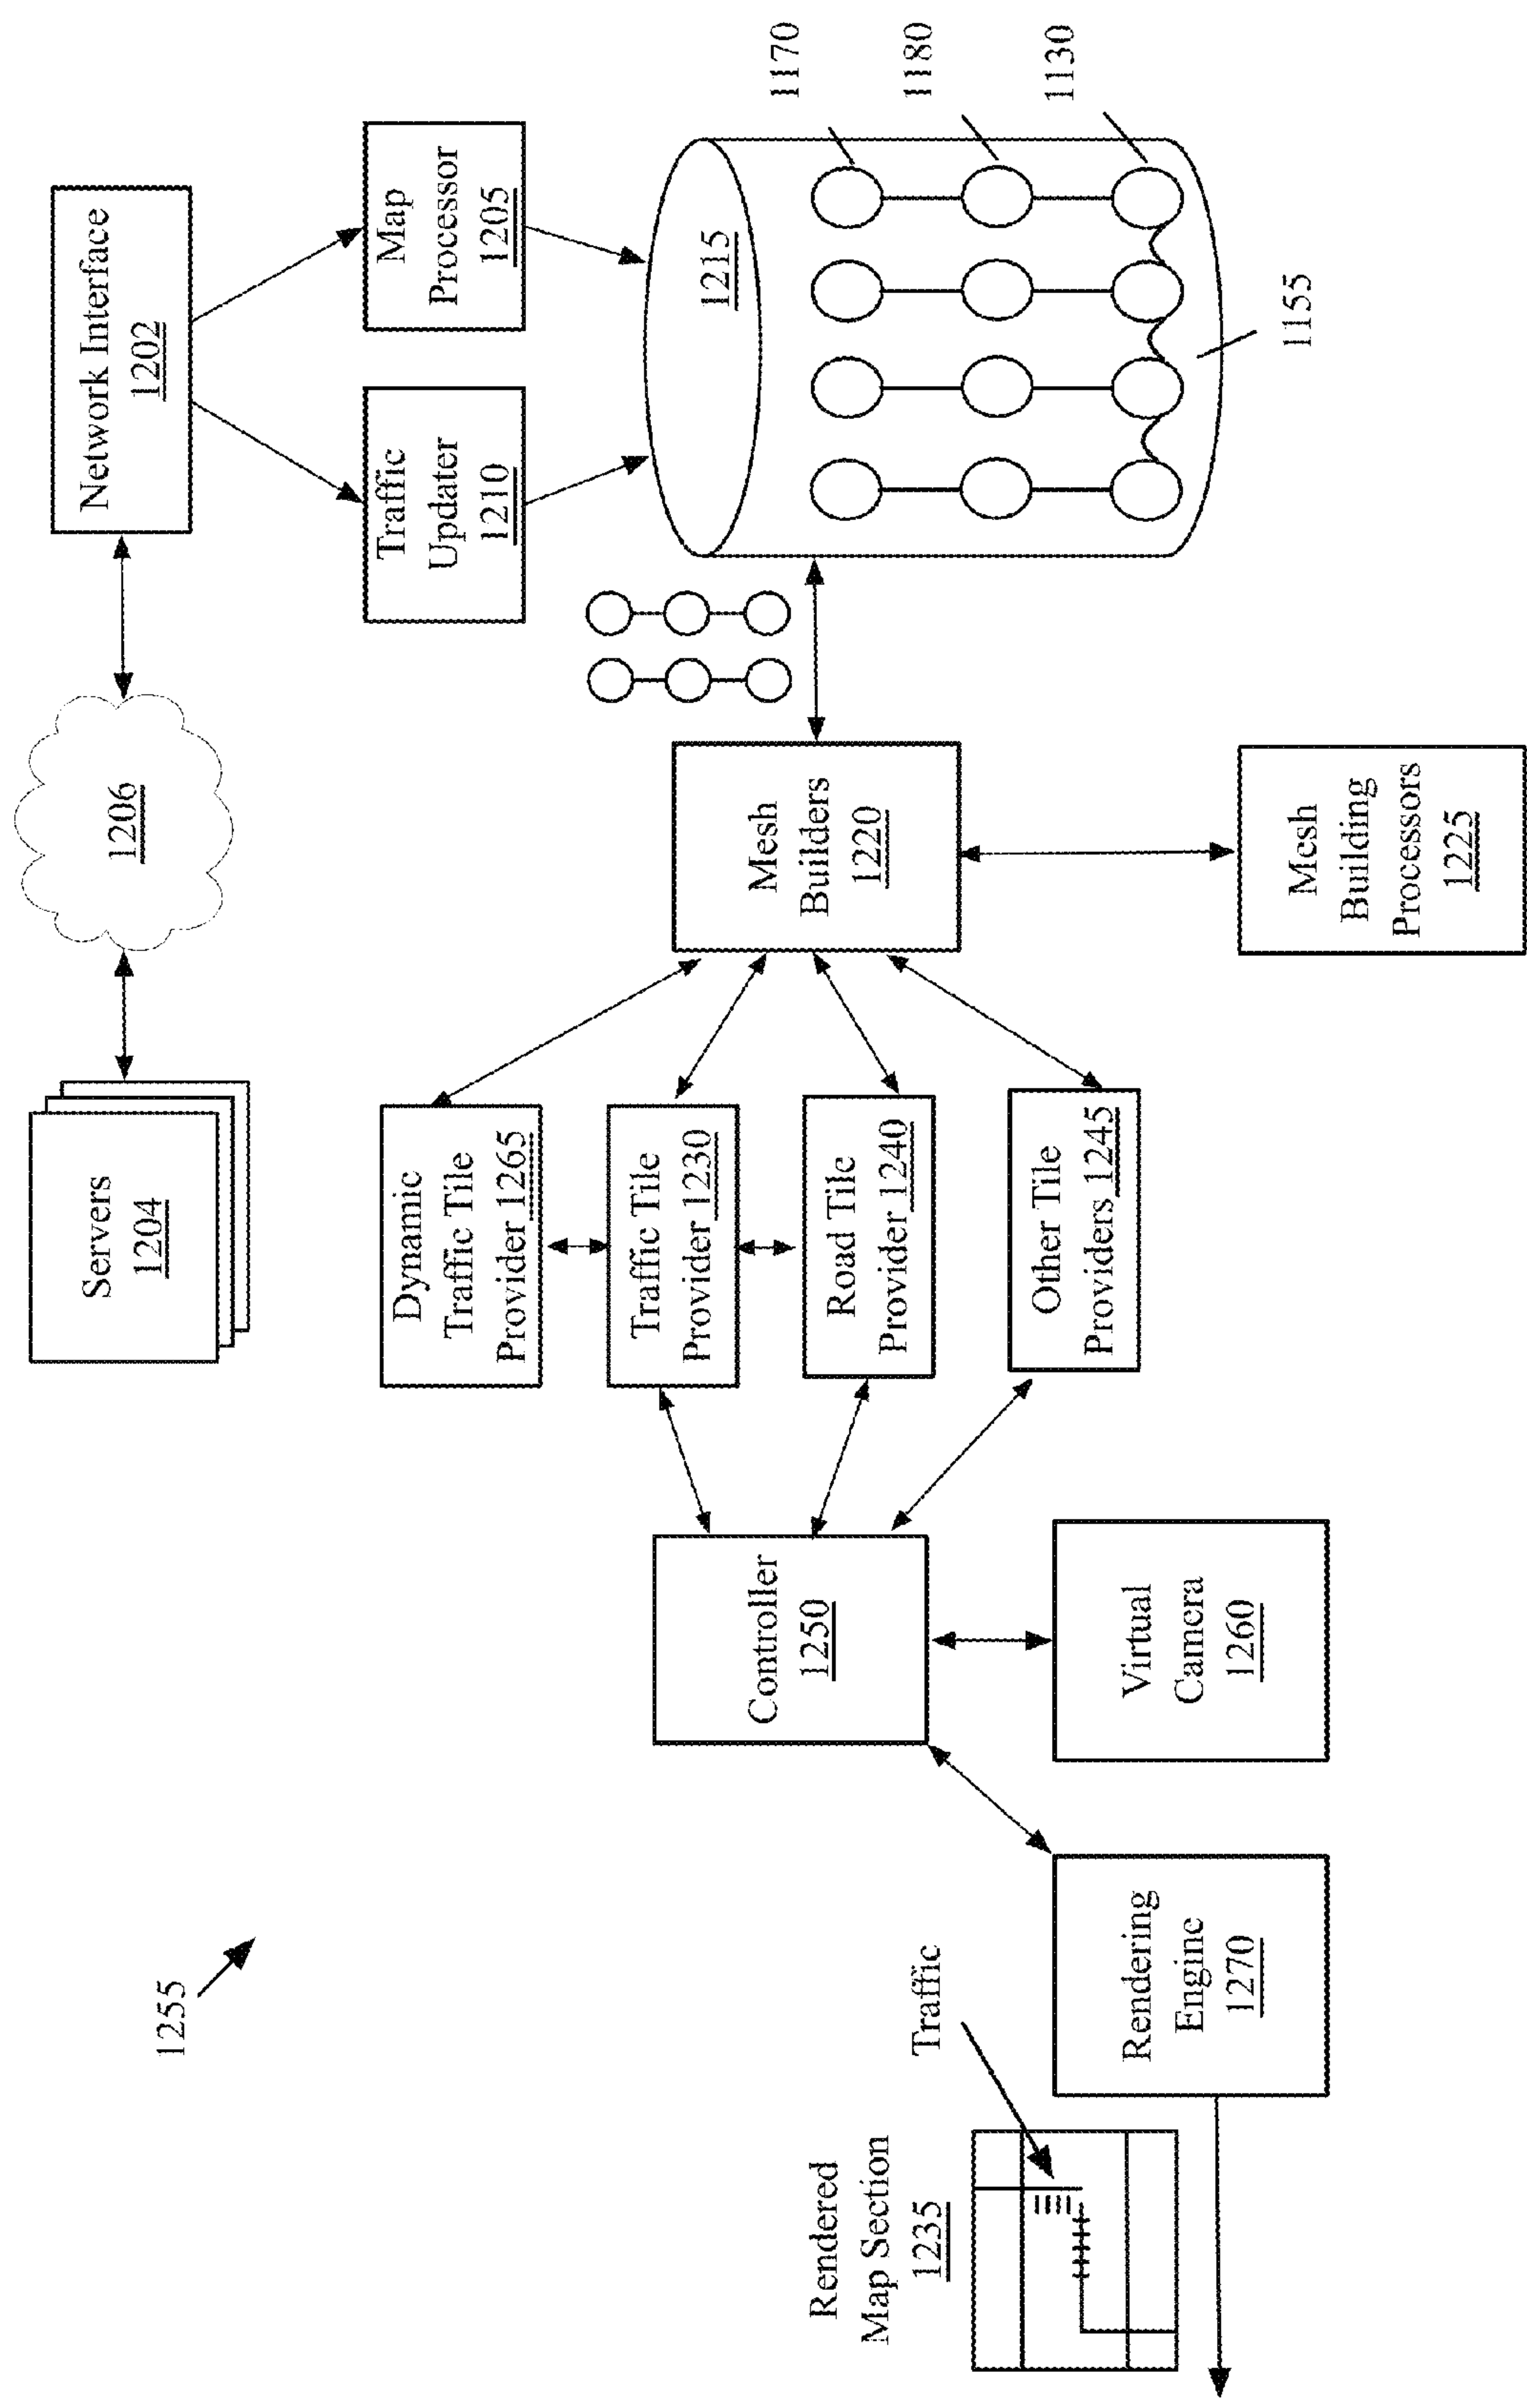 1255
Servers
1204
1206
Network Interface
1202
Dynamic
Traffic Tile
Provider 1265
Traffic
Updater
1210
Map
Processor
1205
Traffic Tile
Provider 1230
Road Tile
Provider 1240
Other Tile
Providers 1245
Controller
1250
Mesh
Builders
1220
1215
1170
1180
1130
1155
Rendered
Map Section
1235
Traffic
Rendering
Engine
1270
Virtual
Camera
1260
Mesh
Building
Processors
1225